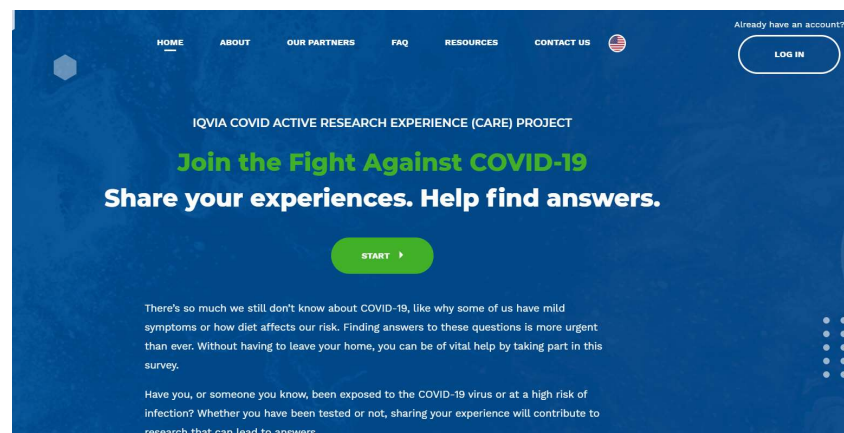 Already have an account?
HOME ABOUT OUR PARTNERS FAQ RESOURCES CONTACT US
LOG IN
IQVIA COVID ACTIVE RESEARCH EXPERIENCE (CARE) PROJECT
Join the Fight Against COVID-19
Share your experiences. Help find answers.
START
There's so much we still don't know about COVID-19, like why some of us have mild
symptoms or how diet affects our risk. Finding answers to these questions is more urgent
than ever. Without having to leave your home, you can be of vital help by taking part in this
survey.
Have you, or someone you know, been exposed to the COVID-19 virus or at a high risk of
infection? Whether you have been tested or not, sharing your experience will contribute to
research that can lead to answers.